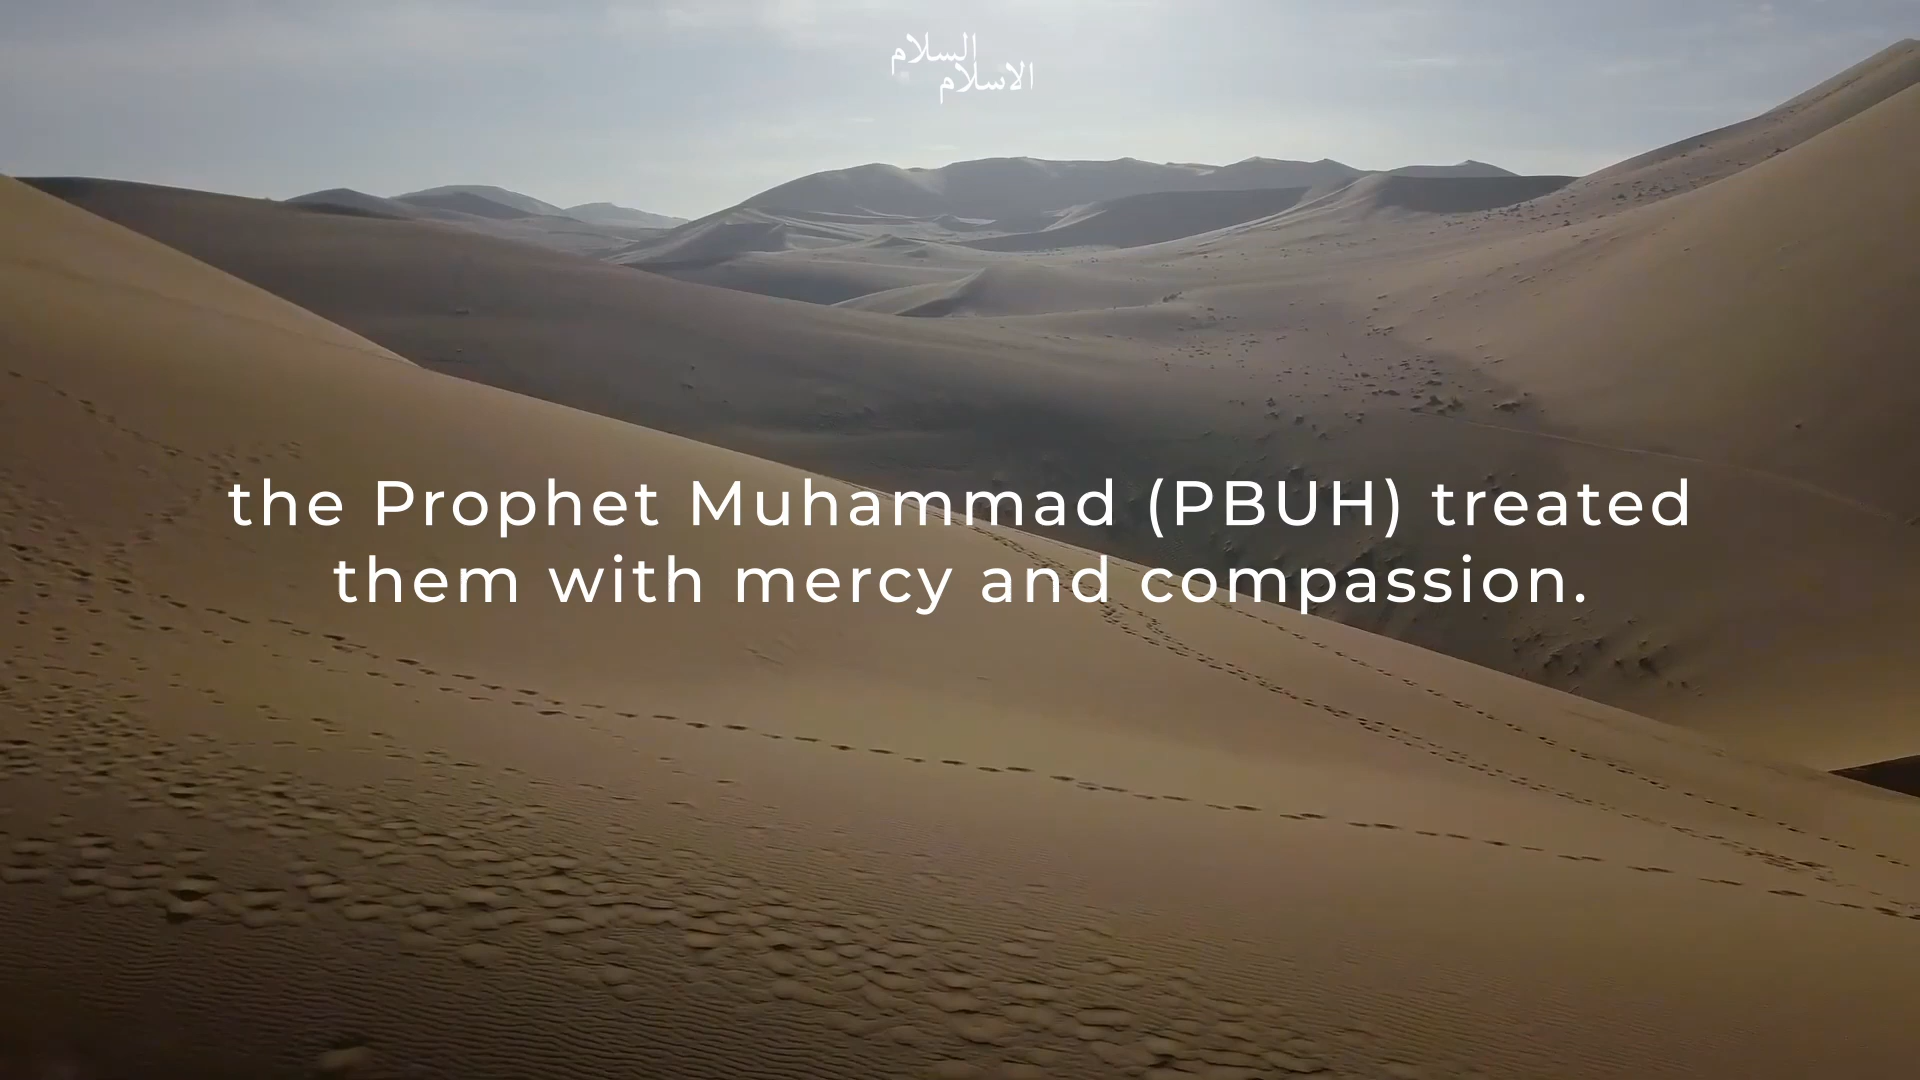 السلام
الاسلام
the Prophet Muhammad (PBUH) treated
them with mercy and compassion.